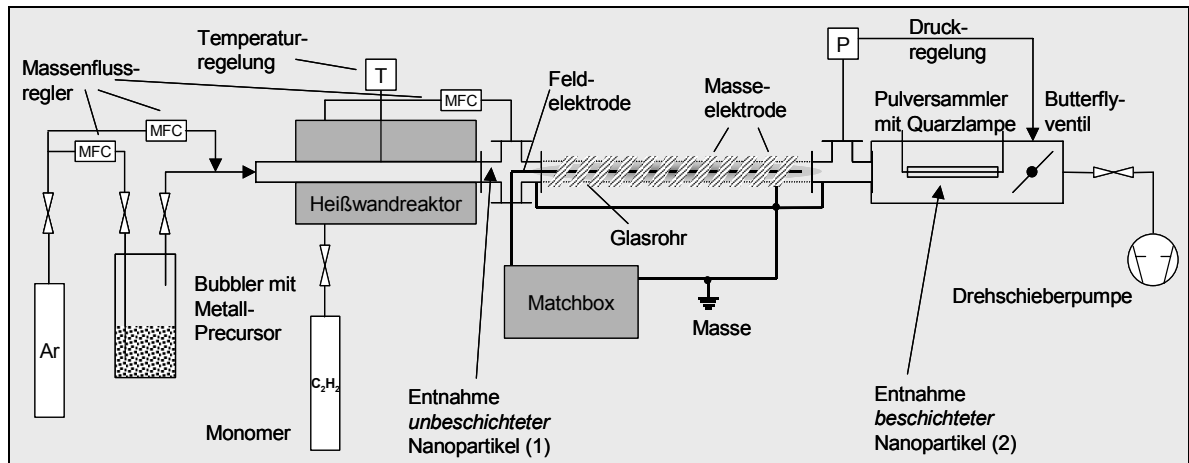 Temperatur-
regelung
Massenfluss-
regler
T
MFC
MFC
MFC
Feld-
elektrode
Masse-
elektrode
P
Druck-
regelung
Pulversammler
mit Quarzlampe
Butterfly-
ventil
Heißwandreaktor
Glasrohr
Bubbler mit
Metall-
Precursor
Ar
C₂H₂
Monomer
Matchbox
Masse
Drehschieberpumpe
Entnahme
unbeschichteter
Nanopartikel (1)
Entnahme
beschichteter
Nanopartikel (2)